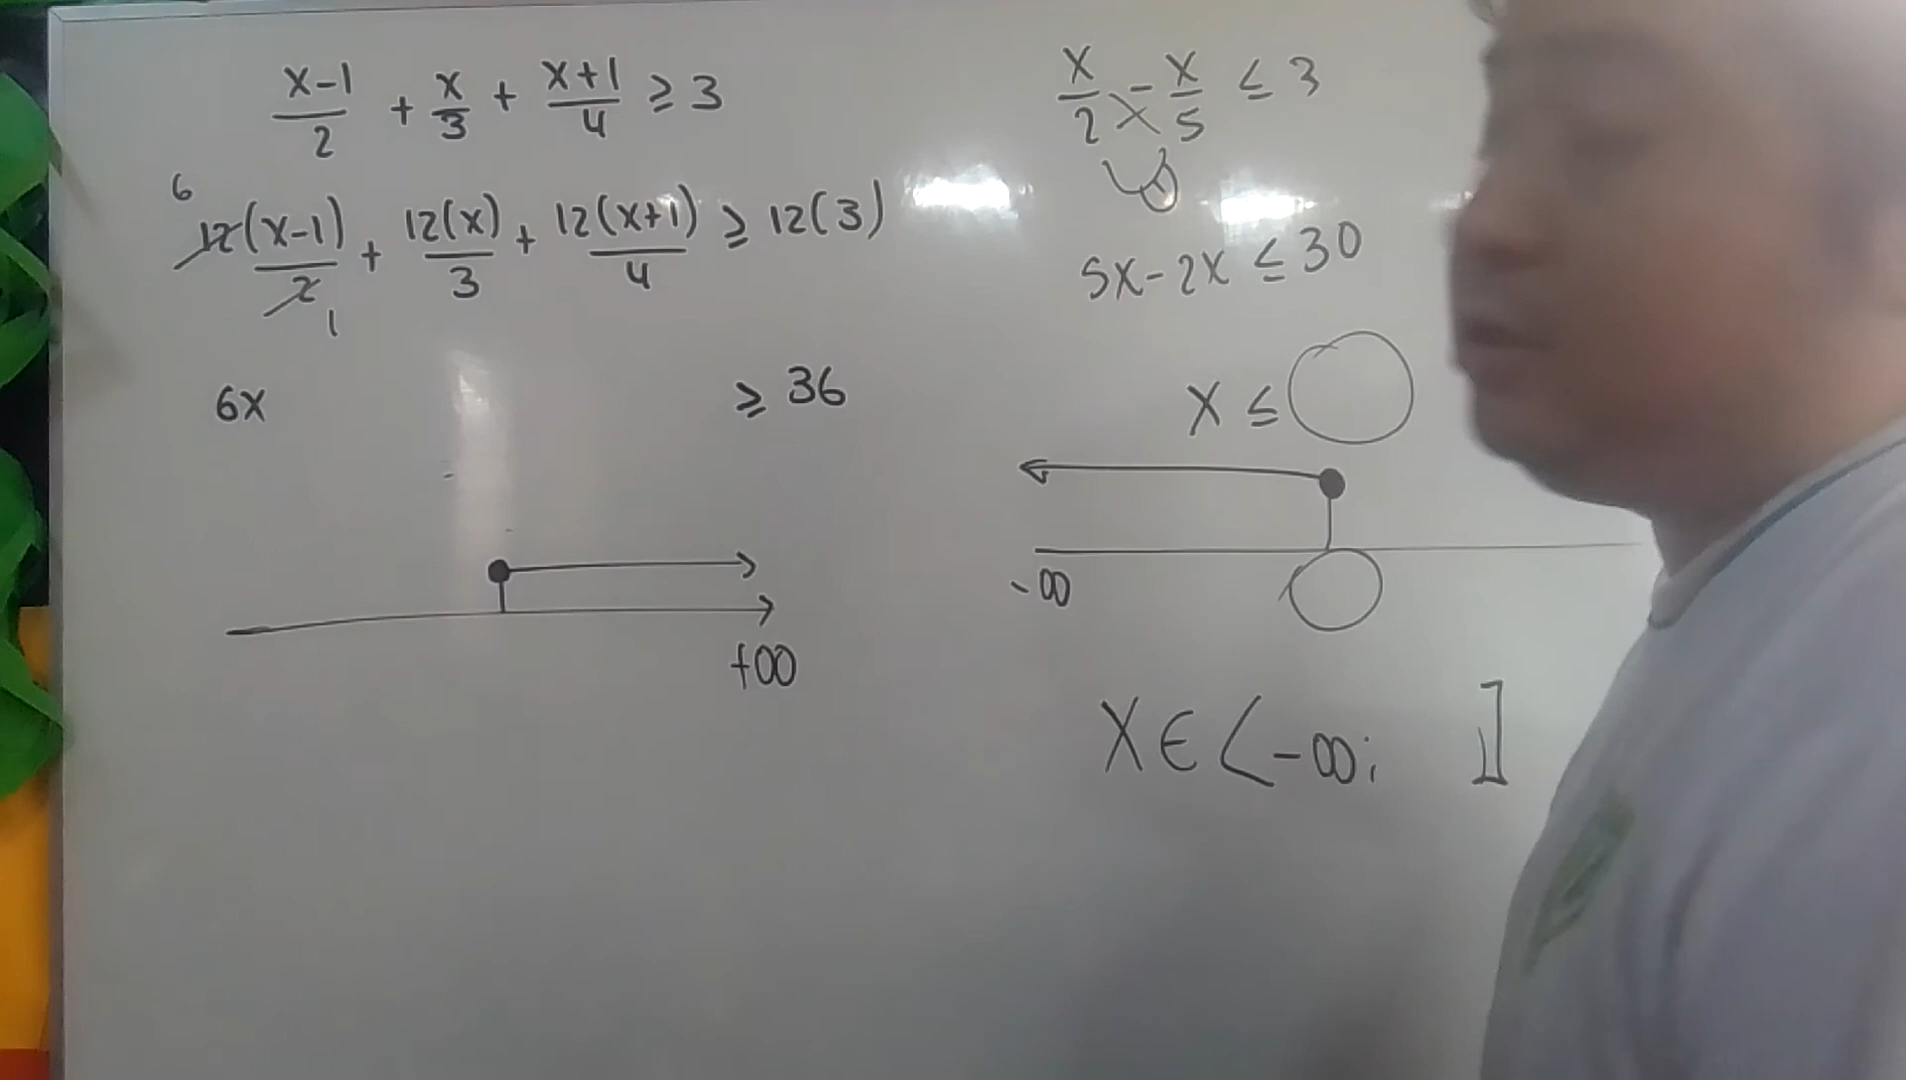 x-1/2 + x/3 + x+1/4 ≥ 3
6
12(x-1)/2 + 12(x)/3 + 12(x+1)/4 ≥ 12(3)
1
6x ≥ 36
+∞
x/2 - x/5 ≤ 3
5x-2x ≤ 30
x ≤
-∞
x ∈ <-∞; ]